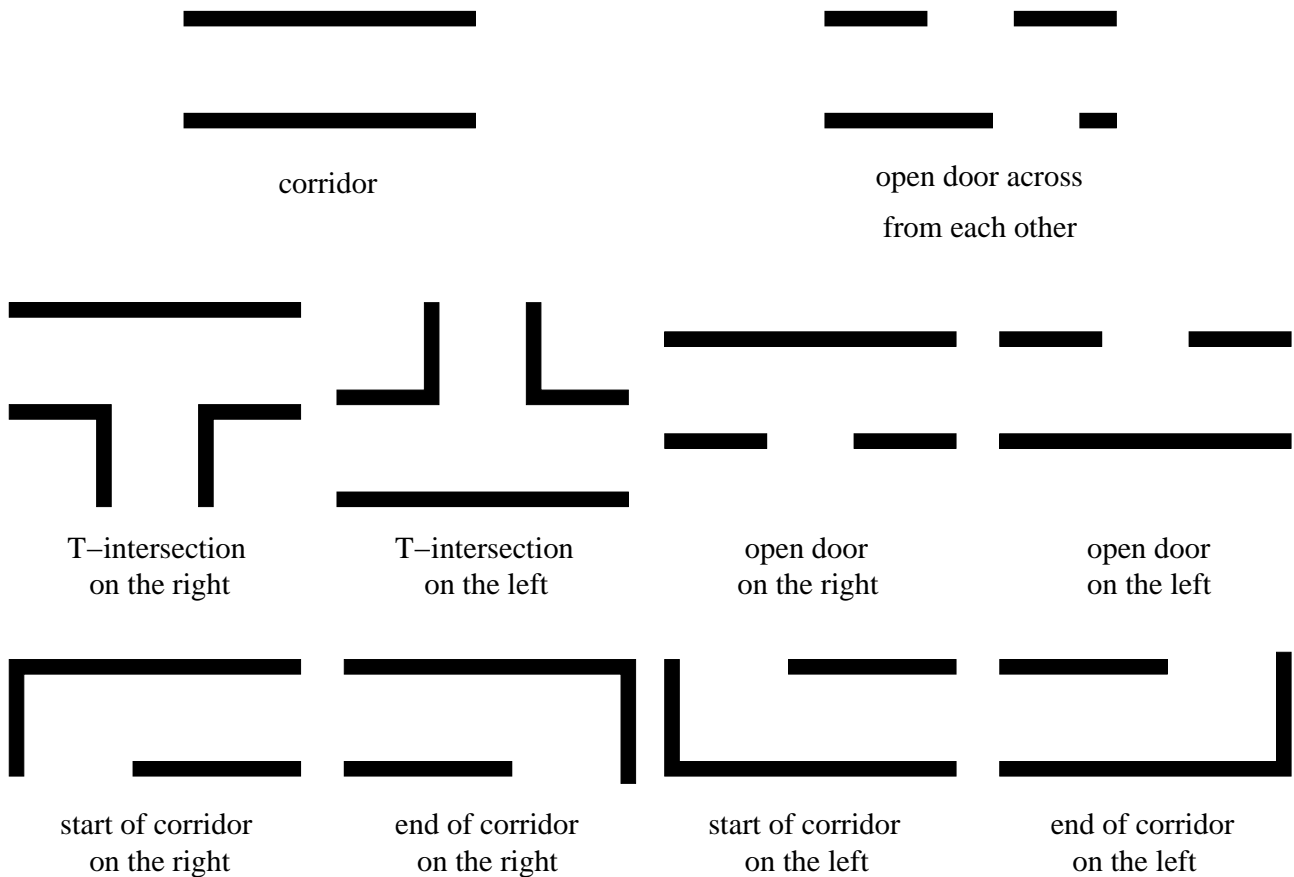 corridor
open door across
from each other
T−intersection
on the right
T−intersection
on the left
open door
on the right
open door
on the left
start of corridor
on the right
end of corridor
on the right
start of corridor
on the left
end of corridor
on the left